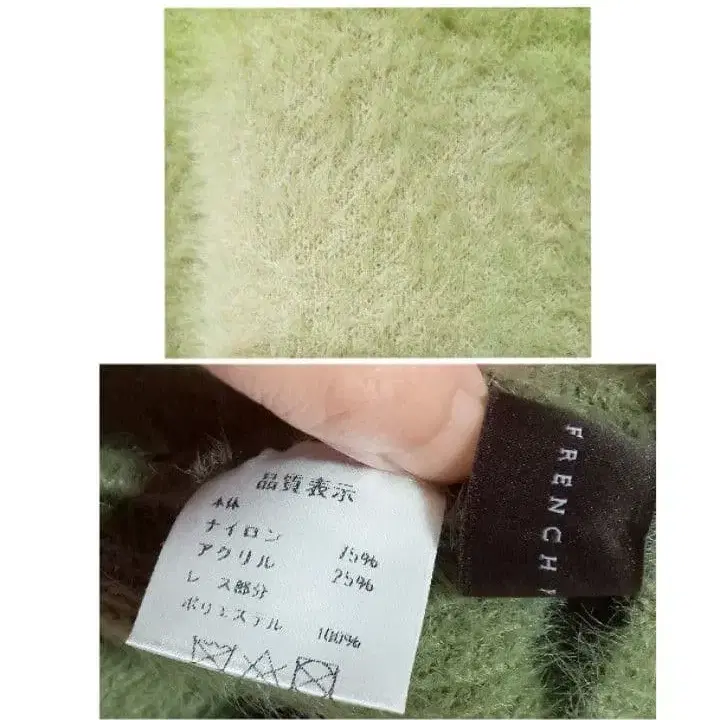 品質表示
本体
ナイロン 75%
アクリル 25%
レース部分
ポリエステル 100%
FRENCH